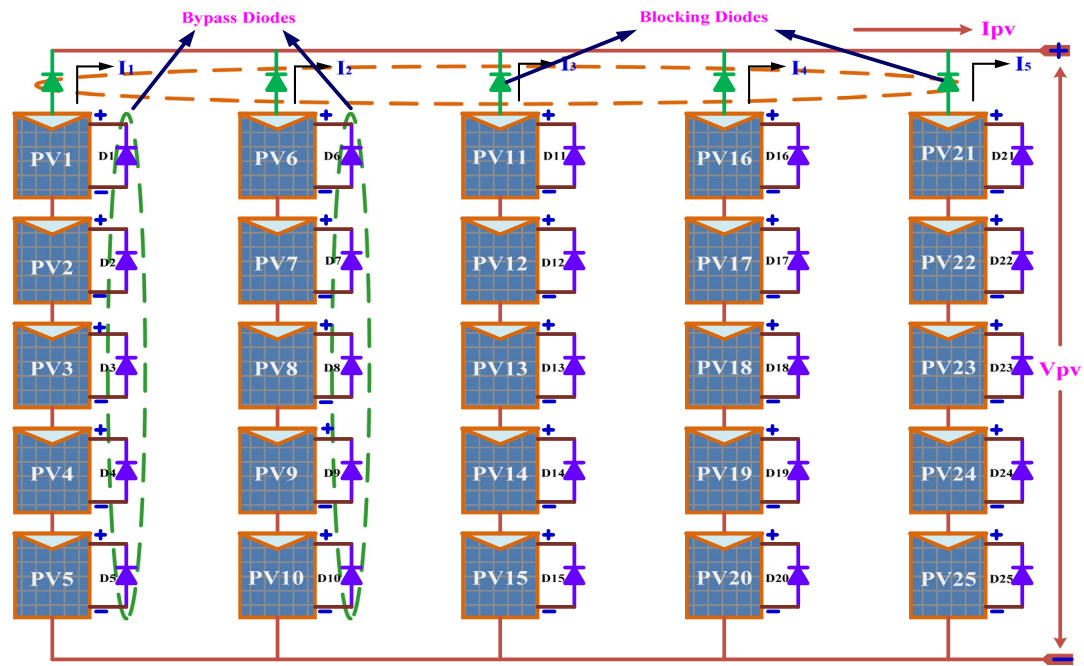 Bypass Diodes
Blocking Diodes
Ipv
+
I1 I2 I3 I4 I5
+ + + + +
PV1 D1 PV6 D6 PV11 D11 PV16 D16 PV21 D21
− − − − −
+ + + + +
PV2 D2 PV7 D7 PV12 D12 PV17 D17 PV22 D22
− − − − −
+ + + + +
PV3 D3 PV8 D8 PV13 D13 PV18 D18 PV23 D23
Vpv
− − − − −
+ + + + +
PV4 D4 PV9 D9 PV14 D14 PV19 D19 PV24 D24
− − − − −
+ + + + +
PV5 D5 PV10 D10 PV15 D15 PV20 D20 PV25 D25
− − − − −
−